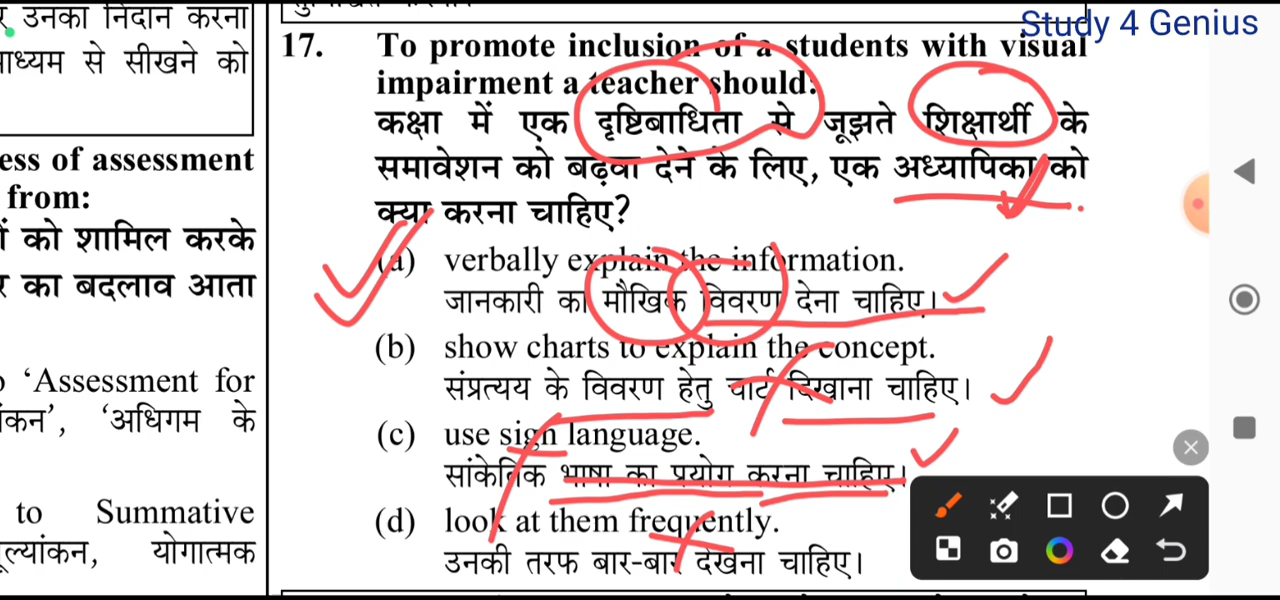 र उनका निदान करना
माध्यम से सीखने को
ess of assessment
from:
ं को शामिल करके
र का बदलाव आता
‘Assessment for
कन’, ‘अधिगम के
to Summative
ल्यांकन, योगात्मक
Study 4 Genius
17. To promote inclusion of a students with visual
impairment a teacher should:
कक्षा में एक दृष्टिबाधिता से जूझते शिक्षार्थी के
समावेशन को बढ़वा देने के लिए, एक अध्यापिका को
क्या करना चाहिए?
(a) verbally explain the information.
जानकारी का मौखिक विवरण देना चाहिए।
(b) show charts to explain the concept.
संप्रत्यय के विवरण हेतु चार्ट दिखाना चाहिए।
(c) use sign language.
सांकेतिक भाषा का प्रयोग करना चाहिए।
(d) look at them frequently.
उनकी तरफ बार-बार देखना चाहिए।